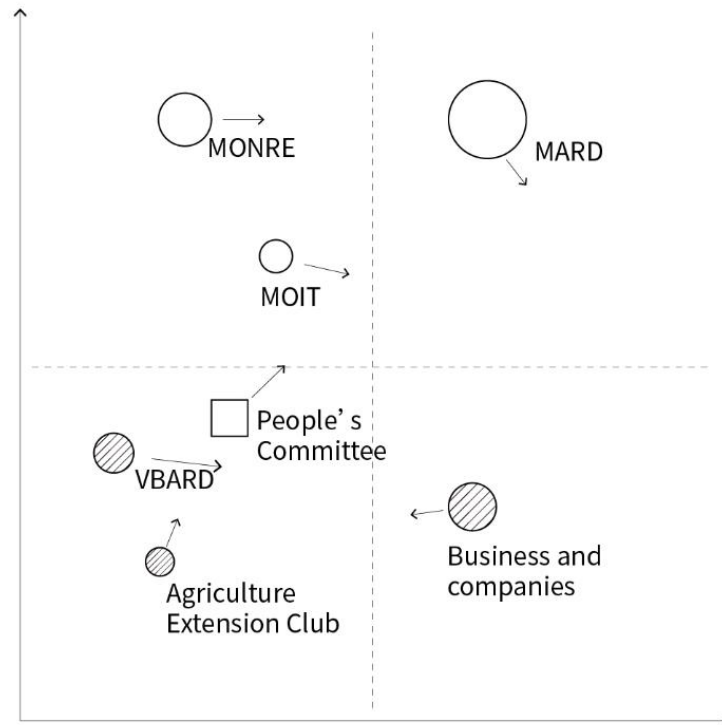 MONRE
MARD
MOIT
People’s
Committee
VBARD
Business and
companies
Agriculture
Extension Club